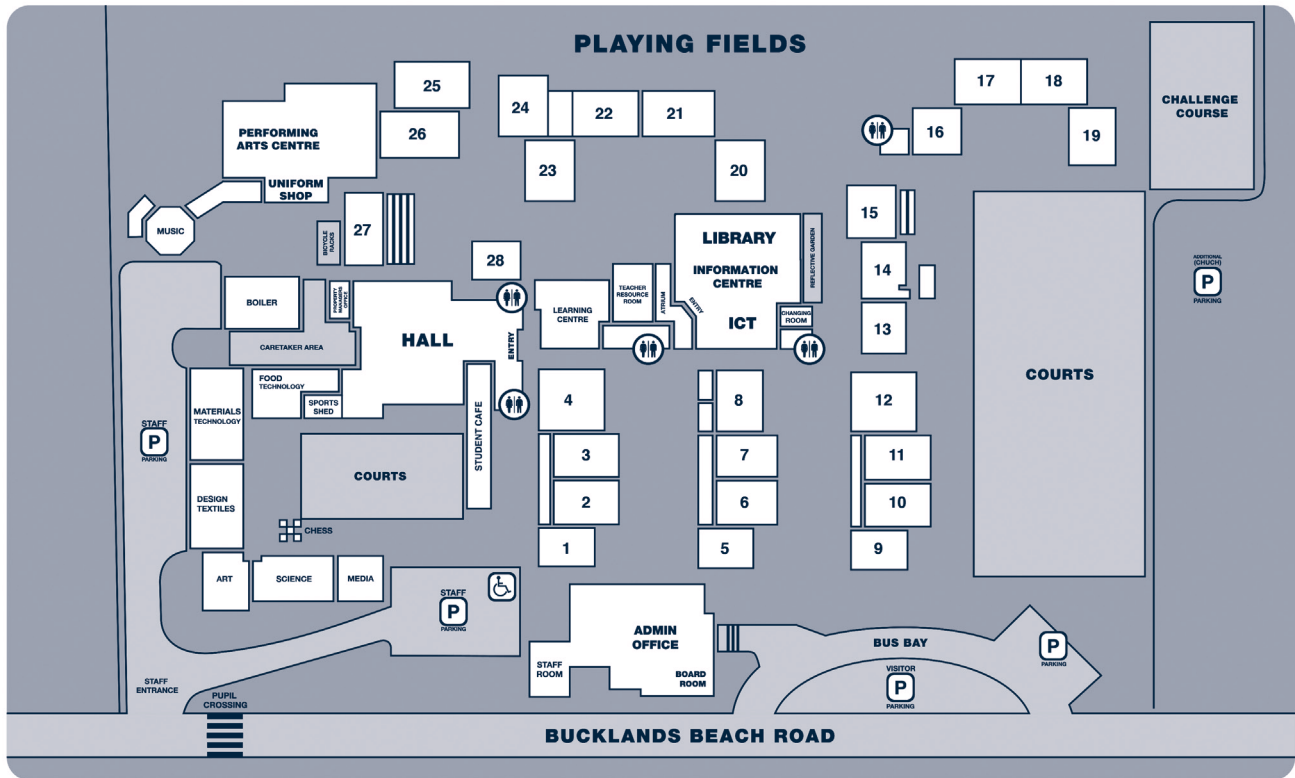 PLAYING FIELDS
25
26
24
22
21
23
20
17
18
16
19
CHALLENGE
COURSE
PERFORMING
ARTS CENTRE
UNIFORM
SHOP
MUSIC
BICYCLE
RACKS
27
28
15
14
13
LIBRARY
INFORMATION
CENTRE
ICT
ENTRY
REFLECTIVE GARDEN
CHANGING
ROOM
ADDITIONAL
(CHUCH)
P
PARKING
BOILER
PROPERTY
MANAGERS
OFFICE
CARETAKER AREA
HALL
ENTRY
LEARNING
CENTRE
TEACHER
RESOURCE
ROOM
ATRIUM
FOOD
TECHNOLOGY
SPORTS
SHED
MATERIALS
TECHNOLOGY
STAFF
P
PARKING
STUDENT CAFE
COURTS
COURTS
4
3
2
1
8
7
6
5
12
11
10
9
DESIGN
TEXTILES
CHESS
ART
SCIENCE
MEDIA
STAFF
P
PARKING
ADMIN
OFFICE
STAFF
ROOM
BOARD
ROOM
BUS BAY
VISITOR
P
PARKING
P
PARKING
STAFF
ENTRANCE
PUPIL
CROSSING
BUCKLANDS BEACH ROAD